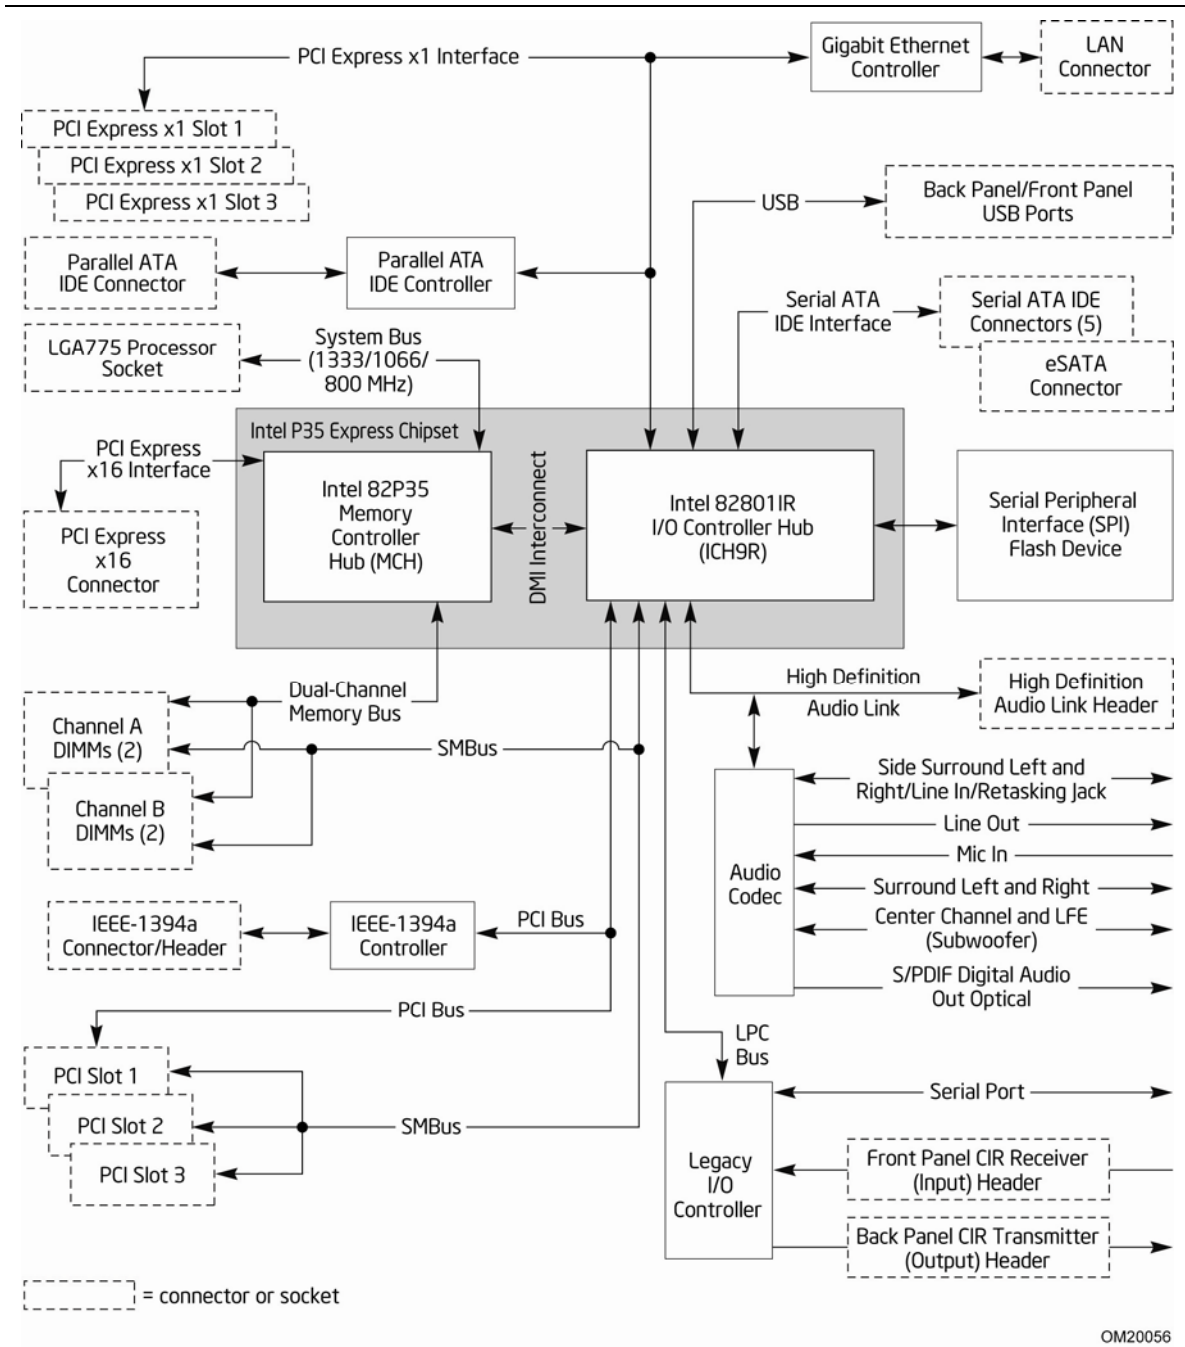 PCI Express x1 Interface
Gigabit Ethernet
Controller
LAN
Connector
PCI Express x1 Slot 1
PCI Express x1 Slot 2
PCI Express x1 Slot 3
USB
Back Panel/Front Panel
USB Ports
Parallel ATA
IDE Connector
Parallel ATA
IDE Controller
Serial ATA
IDE Interface
Serial ATA IDE
Connectors (5)
eSATA
Connector
LGA775 Processor
Socket
System Bus
(1333/1066/
800 MHz)
Intel P35 Express Chipset
PCI Express
x16 Interface
PCI Express
x16
Connector
Intel 82P35
Memory
Controller
Hub (MCH)
DMI Interconnect
Intel 82801IR
I/O Controller Hub
(ICH9R)
Serial Peripheral
Interface (SPI)
Flash Device
Dual-Channel
Memory Bus
High Definition
Audio Link
High Definition
Audio Link Header
Channel A
DIMMs (2)
SMBus
Channel B
DIMMs (2)
Audio
Codec
Side Surround Left and
Right/Line In/Retasking Jack
Line Out
Mic In
Surround Left and Right
Center Channel and LFE
(Subwoofer)
S/PDIF Digital Audio
Out Optical
IEEE-1394a
Connector/Header
IEEE-1394a
Controller
PCI Bus
PCI Bus
LPC
Bus
PCI Slot 1
PCI Slot 2
PCI Slot 3
SMBus
Legacy
I/O
Controller
Serial Port
Front Panel CIR Receiver
(Input) Header
Back Panel CIR Transmitter
(Output) Header
= connector or socket
OM20056